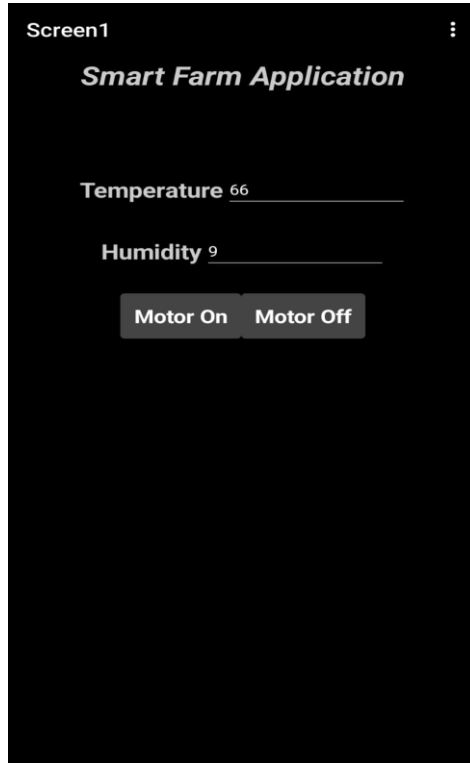 Screen1
Smart Farm Application
Temperature 66
Humidity 9
Motor On Motor Off